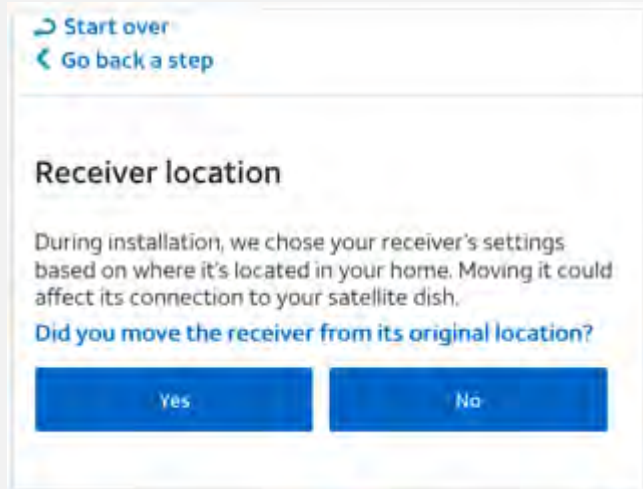 Start over
Go back a step
Receiver location
During installation, we chose your receiver's settings
based on where it's located in your home. Moving it could
affect its connection to your satellite dish.
Did you move the receiver from its original location?
Yes
No